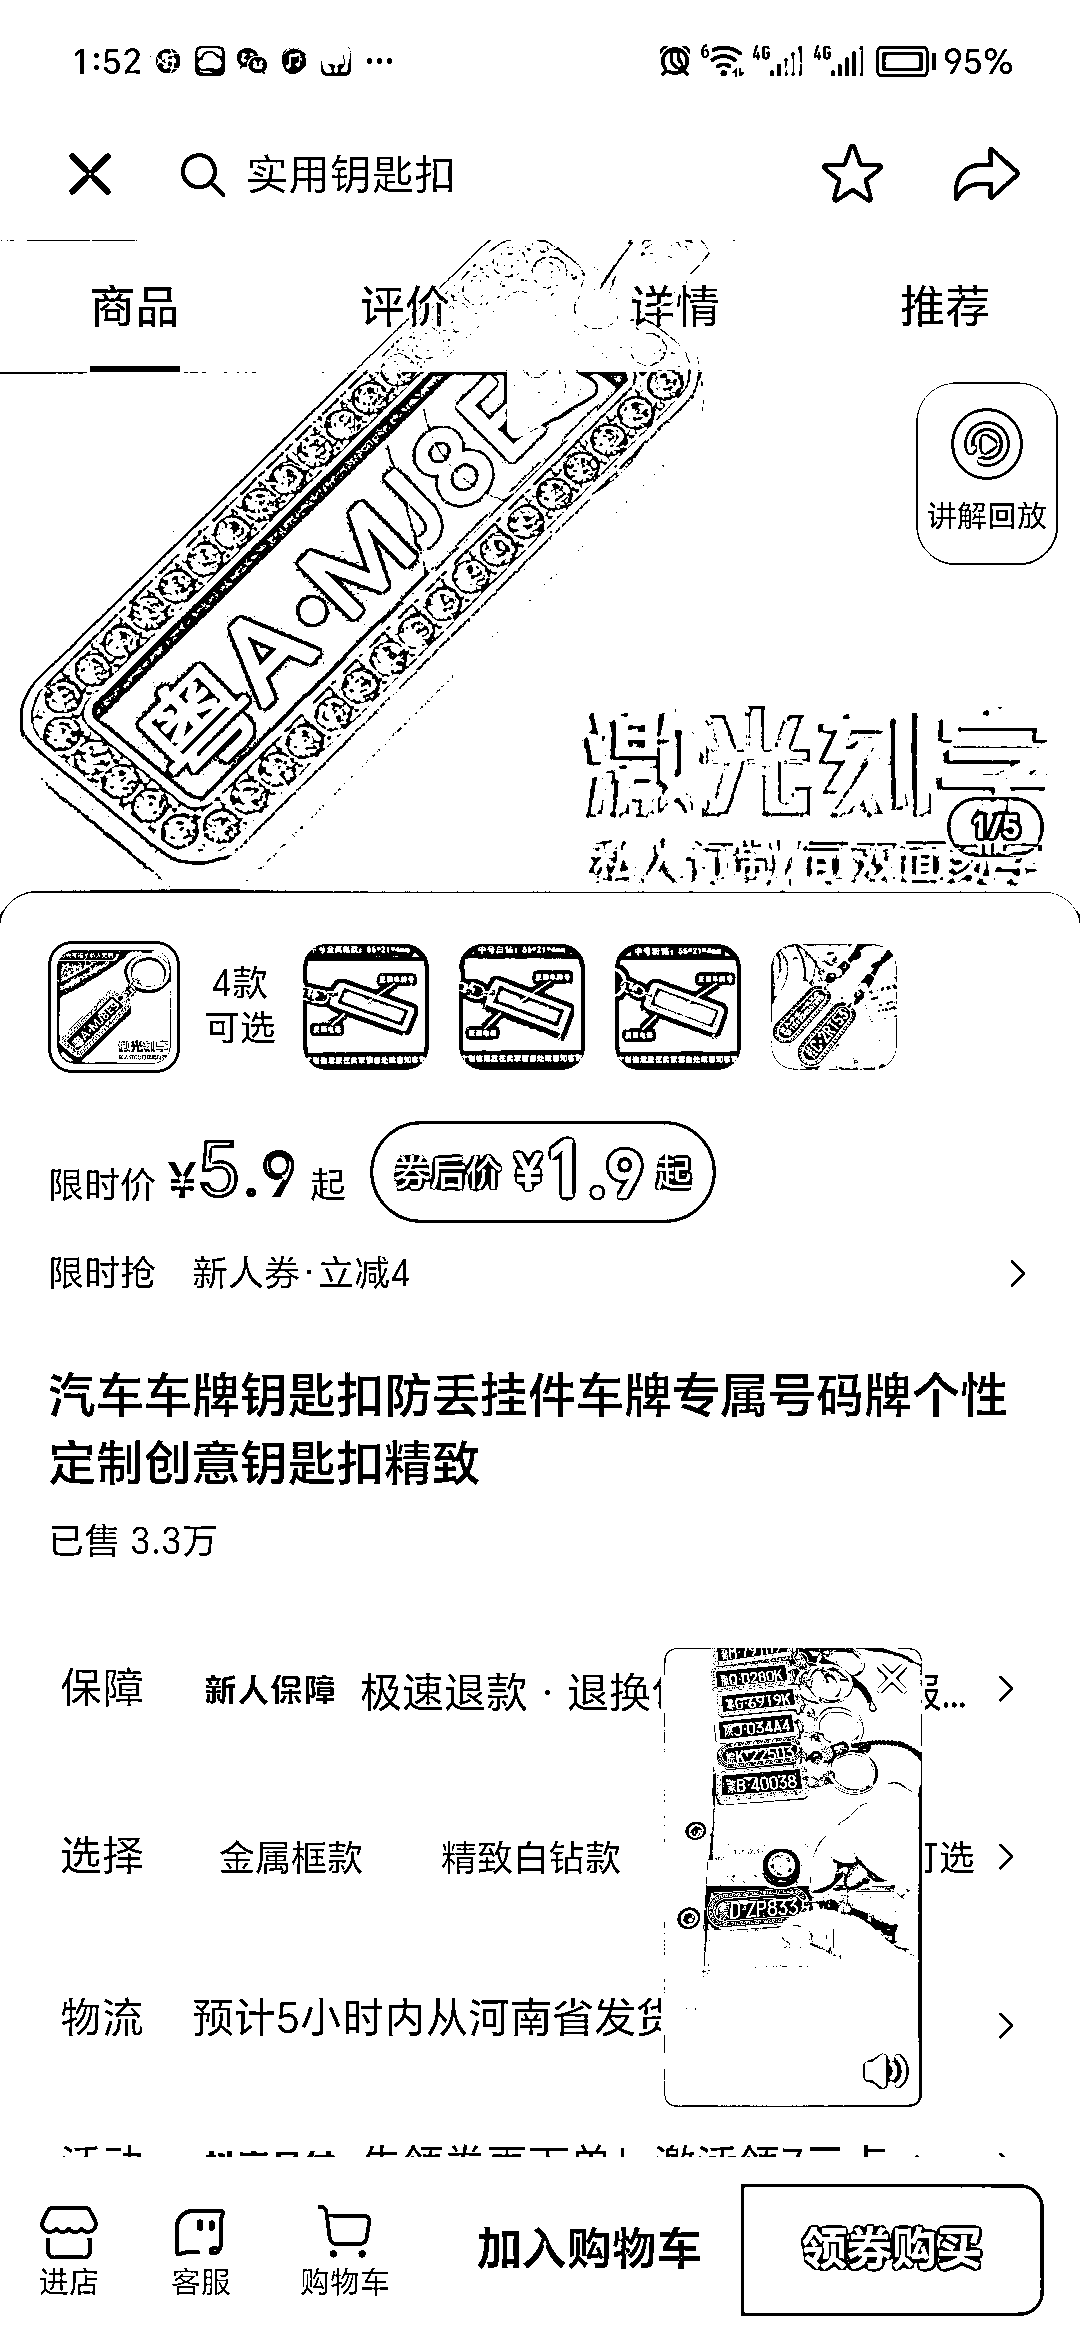 1:52
6
4G
4G
95%
实用钥匙扣
商品
评价
详情
推荐
粤A·MJ8E
讲解回放
激光刻字
1/5
私人订制/可双面刻字
4款
可选
限时价 ¥5.9 起
券后价 ¥1.9 起
限时抢 新人券·立减4
汽车车牌钥匙扣防丢挂件车牌专属号码牌个性
定制创意钥匙扣精致
已售 3.3万
保障 新人保障 极速退款 · 退换
...
J·034A4
K·22503
B·40038
选择 金属框款 精致白钻款
可选
D·ZP833
物流 预计5小时内从河南省发货
进店
客服
购物车
加入购物车
领券购买